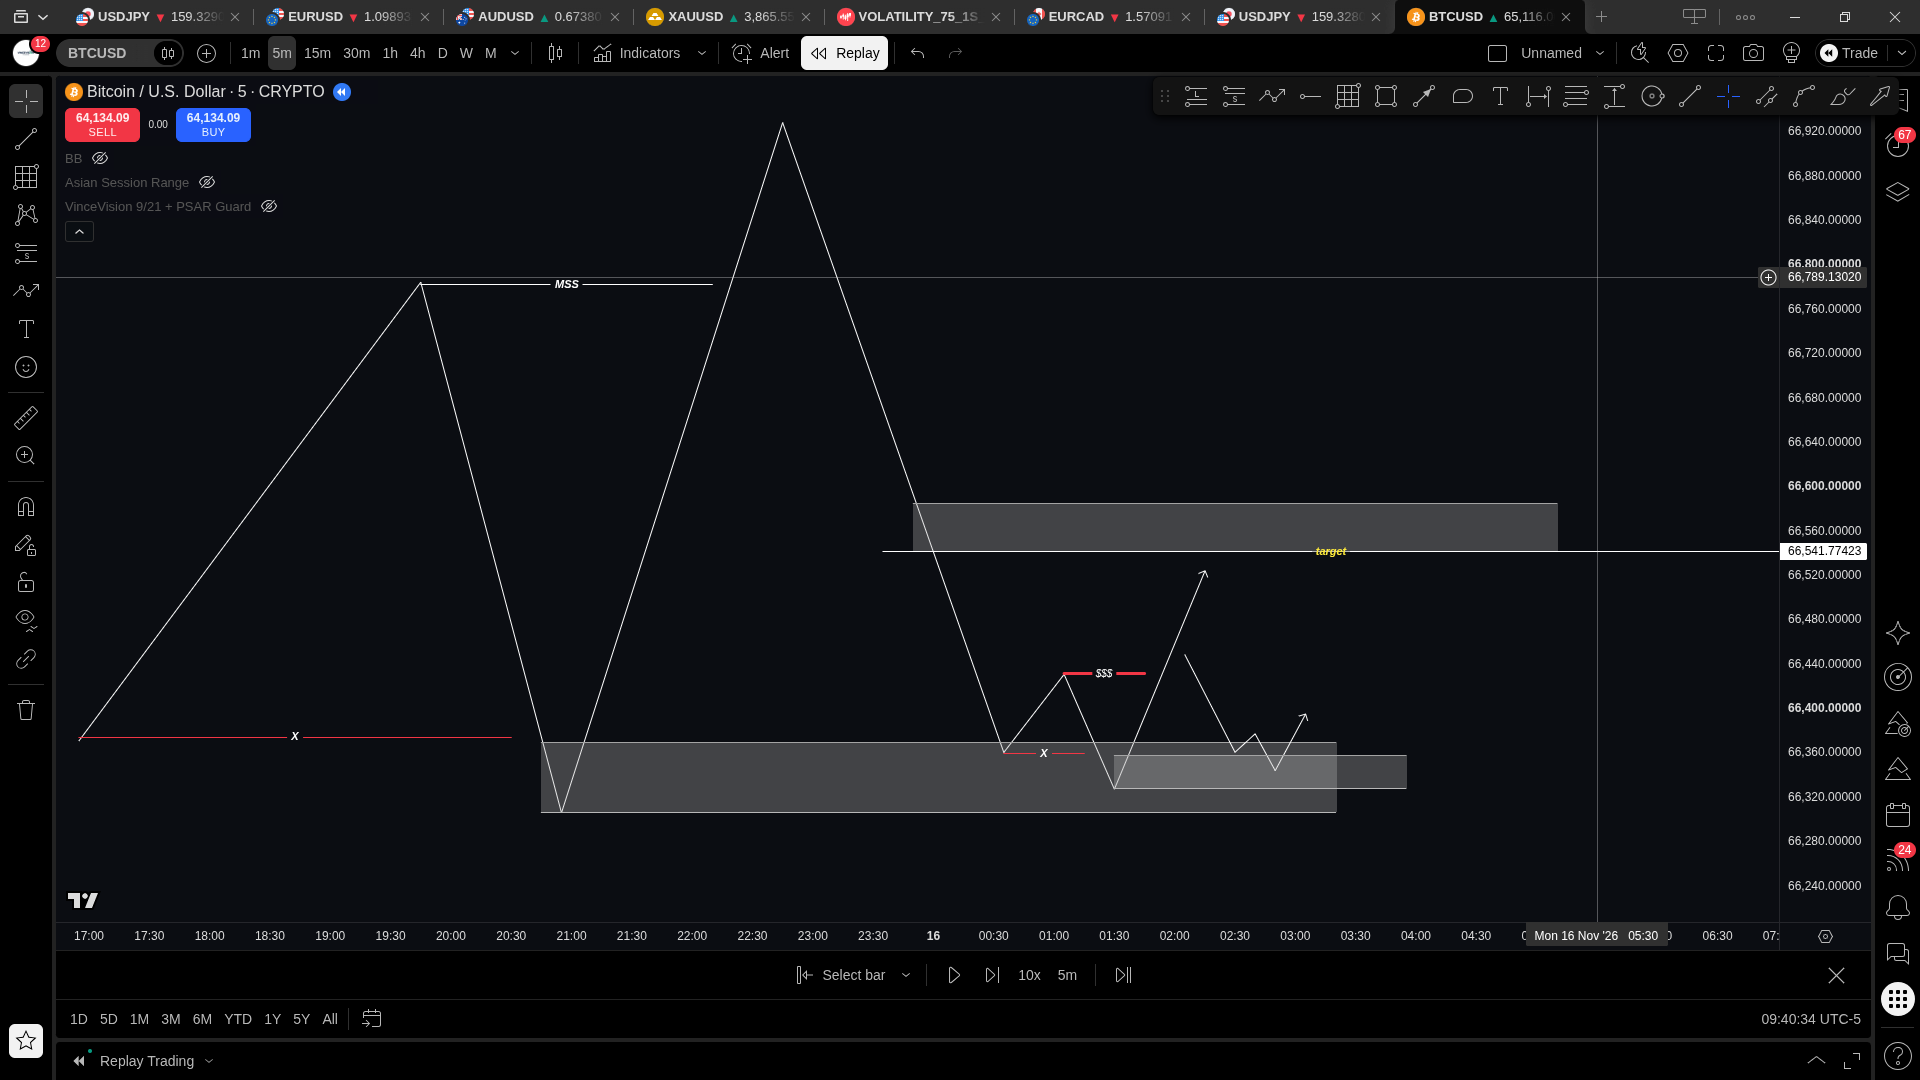 USDJPY ▼ 159.3290
EURUSD ▼ 1.09893
AUDUSD ▲ 0.67380
XAUUSD ▲ 3,865.55
VOLATILITY_75_1S
EURCAD ▼ 1.57091
USDJPY ▼ 159.3280
BTCUSD ▲ 65,116.0
12
BTCUSD
1m 5m 15m 30m 1h 4h D W M
Indicators
Alert
Replay
Unnamed
Trade
Bitcoin / U.S. Dollar · 5 · CRYPTO
64,134.09
SELL
0.00
64,134.09
BUY
BB
Asian Session Range
VinceVision 9/21 + PSAR Guard
67
66,920.00000
66,880.00000
66,840.00000
66,800.00000
66,789.13020
66,760.00000
66,720.00000
66,680.00000
66,640.00000
66,600.00000
66,560.00000
66,541.77423
66,520.00000
66,480.00000
66,440.00000
66,400.00000
66,360.00000
66,320.00000
66,280.00000
66,240.00000
MSS
target
$$$
X
X
24
17:00 17:30 18:00 18:30 19:00 19:30 20:00 20:30 21:00 21:30 22:00 22:30 23:00 23:30 16 00:30 01:00 01:30 02:00 02:30 03:00 03:30 04:00 04:30 Mon 16 Nov '26 05:30 06:30 07:
Select bar
10x 5m
1D 5D 1M 3M 6M YTD 1Y 5Y All
09:40:34 UTC-5
Replay Trading